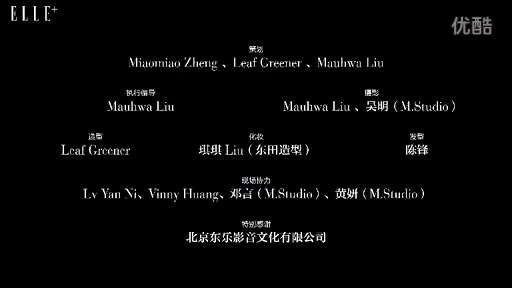 ELLE+
优酷
策划
Miaomiao Zheng 、Leaf Greener 、Mauhwa Liu
执行编导 摄影
Mauhwa Liu Mauhwa Liu 、吴明（M.Studio）
造型 化妆 发型
Leaf Greener 琪琪 Liu（东田造型） 陈锋
现场协力
Lv Yan Ni、Vinny Huang、邓言（M.Studio）、黄妍（M.Studio）
特别感谢
北京东乐影音文化有限公司